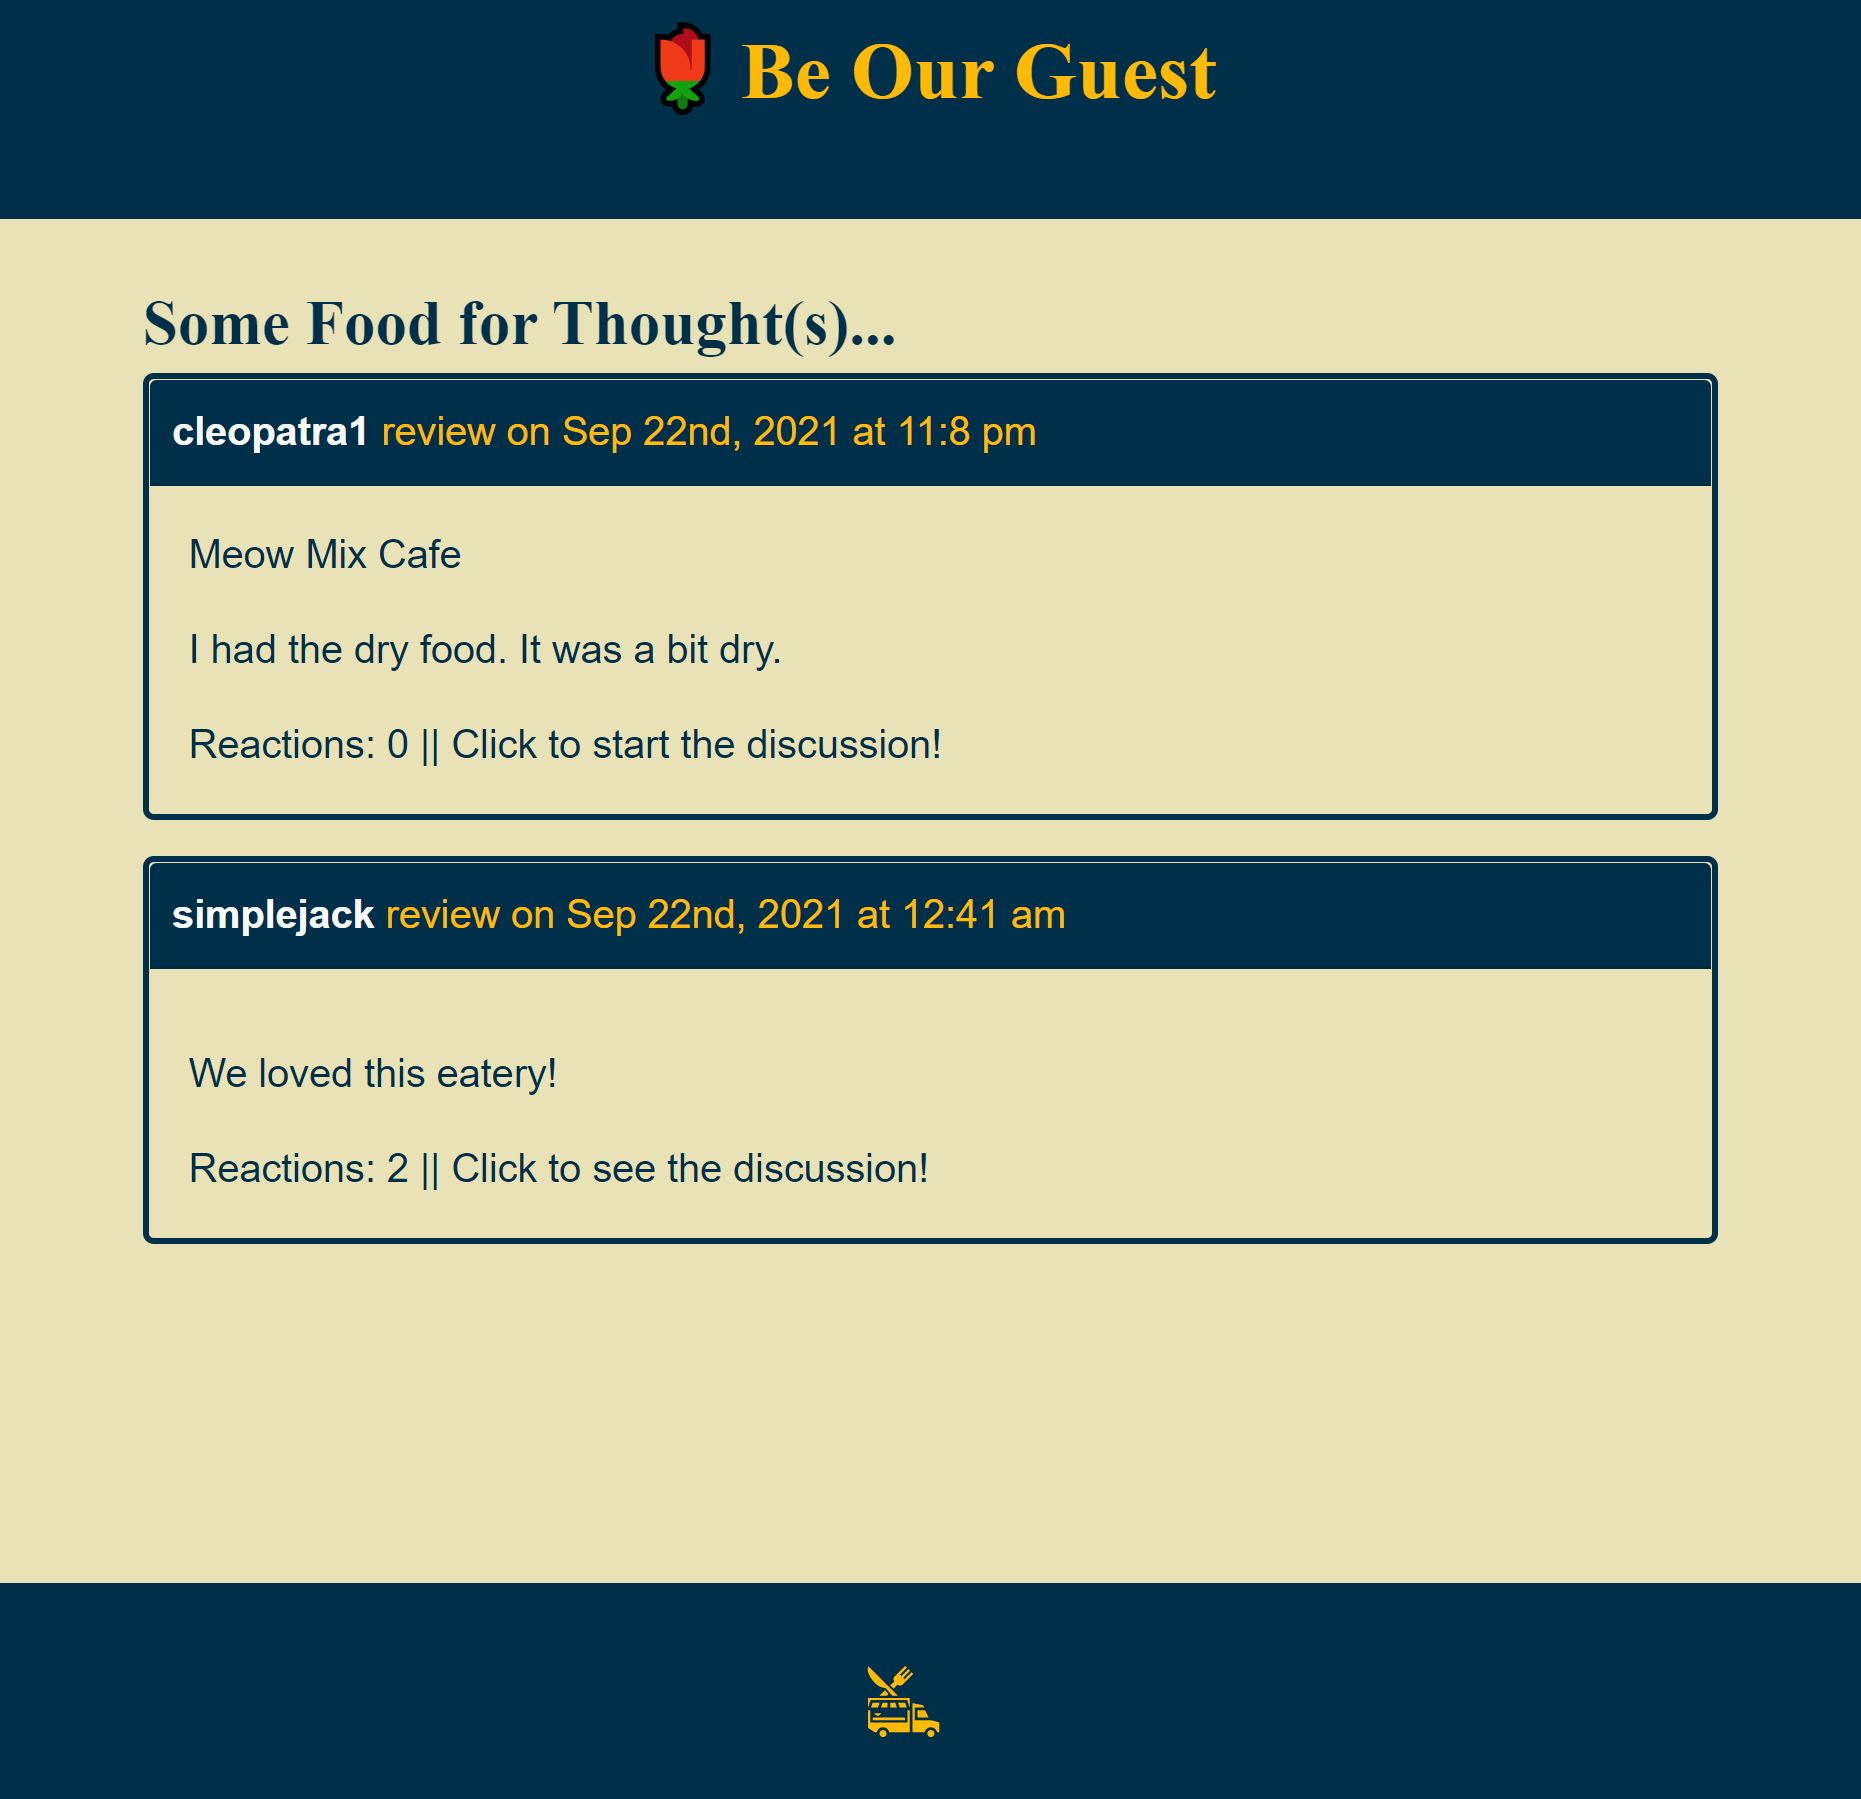 Be Our Guest
Some Food for Thought(s)...
cleopatra1 review on Sep 22nd, 2021 at 11:8 pm
Meow Mix Cafe
I had the dry food. It was a bit dry.
Reactions: 0 || Click to start the discussion!
simplejack review on Sep 22nd, 2021 at 12:41 am
We loved this eatery!
Reactions: 2 || Click to see the discussion!